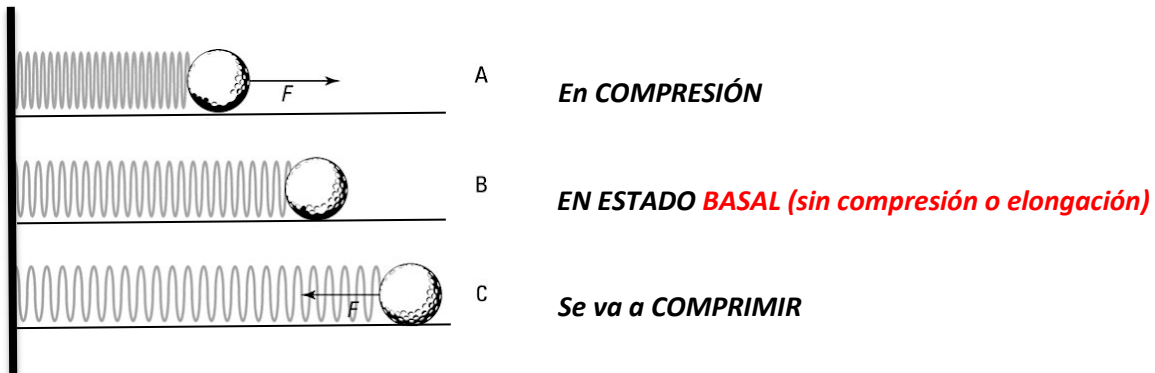 A
En COMPRESIÓN
F
B
EN ESTADO BASAL (sin compresión o elongación)
C
Se va a COMPRIMIR
F